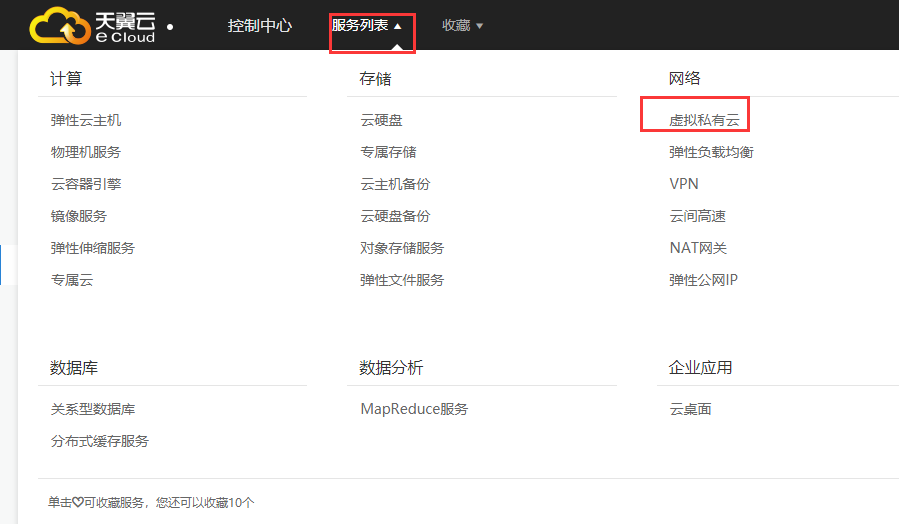 天翼云
e Cloud
控制中心
服务列表
收藏
计算
弹性云主机
物理机服务
云容器引擎
镜像服务
弹性伸缩服务
专属云
存储
云硬盘
专属存储
云主机备份
云硬盘备份
对象存储服务
弹性文件服务
网络
虚拟私有云
弹性负载均衡
VPN
云间高速
NAT网关
弹性公网IP
数据库
关系型数据库
分布式缓存服务
数据分析
MapReduce服务
企业应用
云桌面
单击♡可收藏服务，您还可以收藏10个